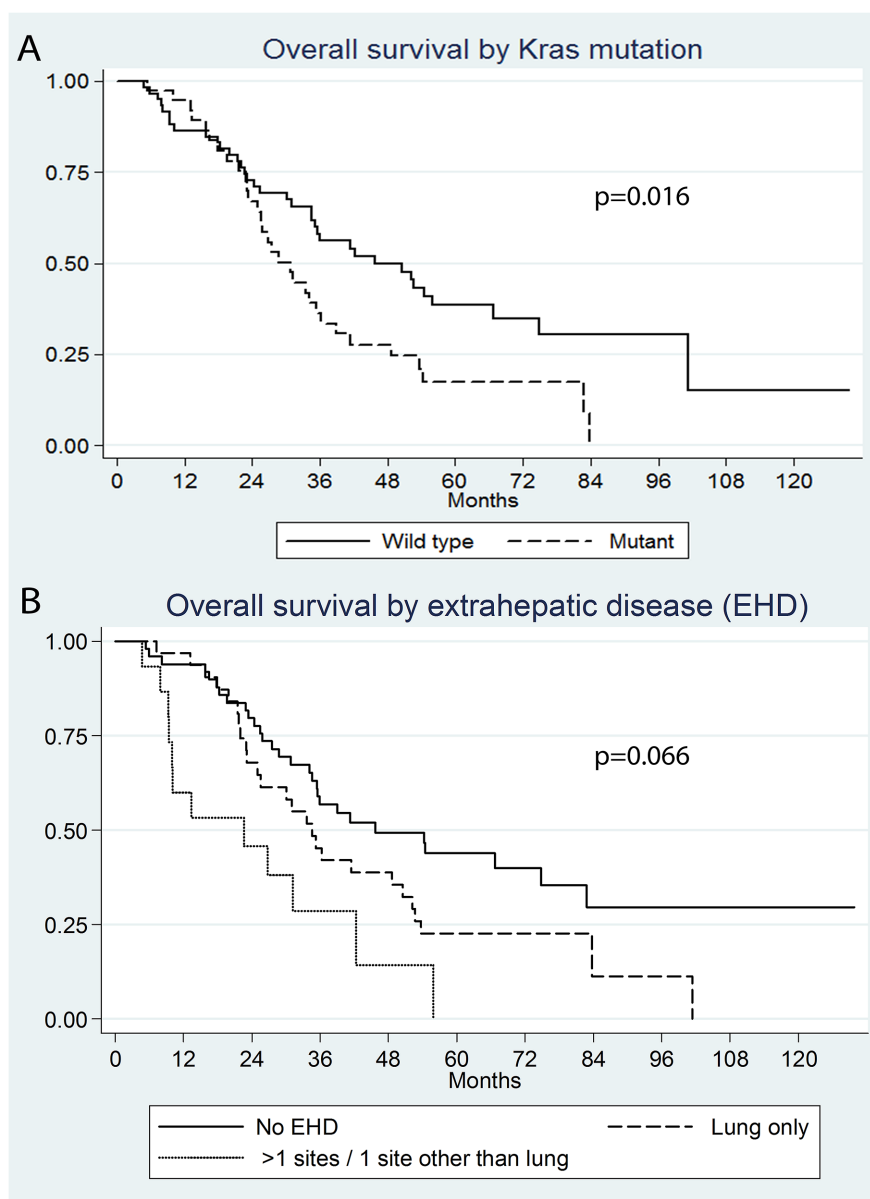 A
Overall survival by Kras mutation
1.00
0.75
0.50
0.25
0.00
p=0.016
0 12 24 36 48 60 72 84 96 108 120
Months
Wild type Mutant
B
Overall survival by extrahepatic disease (EHD)
1.00
0.75
0.50
0.25
0.00
p=0.066
0 12 24 36 48 60 72 84 96 108 120
Months
No EHD Lung only
>1 sites / 1 site other than lung